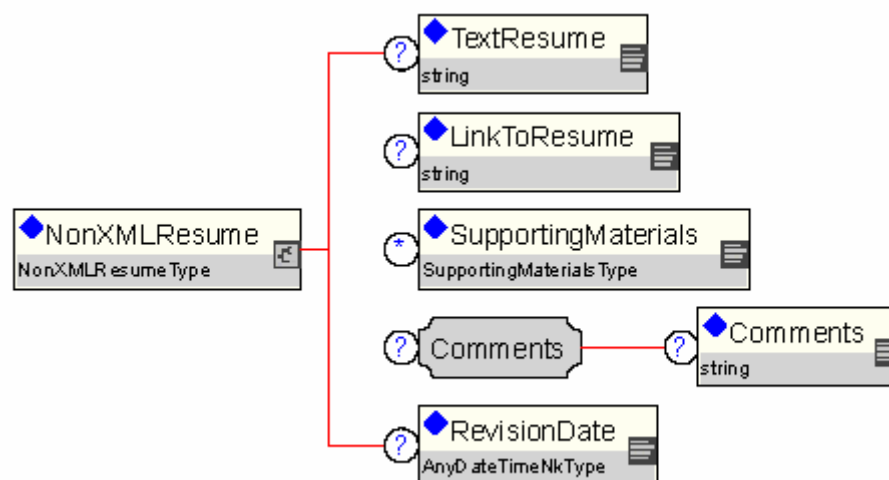 ? TextResume
string
? LinkToResume
string
NonXMLResume
NonXMLResumeType
* SupportingMaterials
SupportingMaterialsType
? Comments ? Comments
string
? RevisionDate
AnyDateTimeNkType